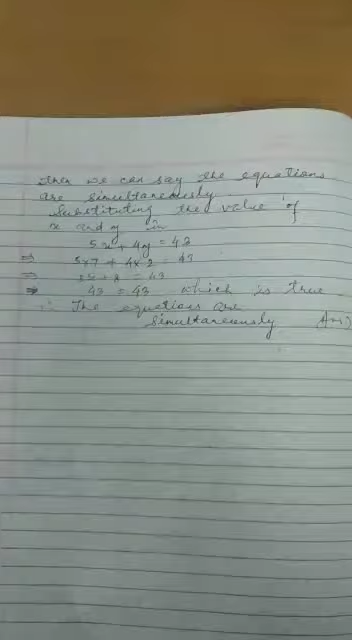 then we can say the equations
are simultaneously
Substituting the value of
x and y in
5x + 4y = 43
⇒ 5×7 + 4×2 = 43
⇒ 35 + 8 = 43
⇒ 43 = 43 which is true
∴ The equations are
simultaneously Ans